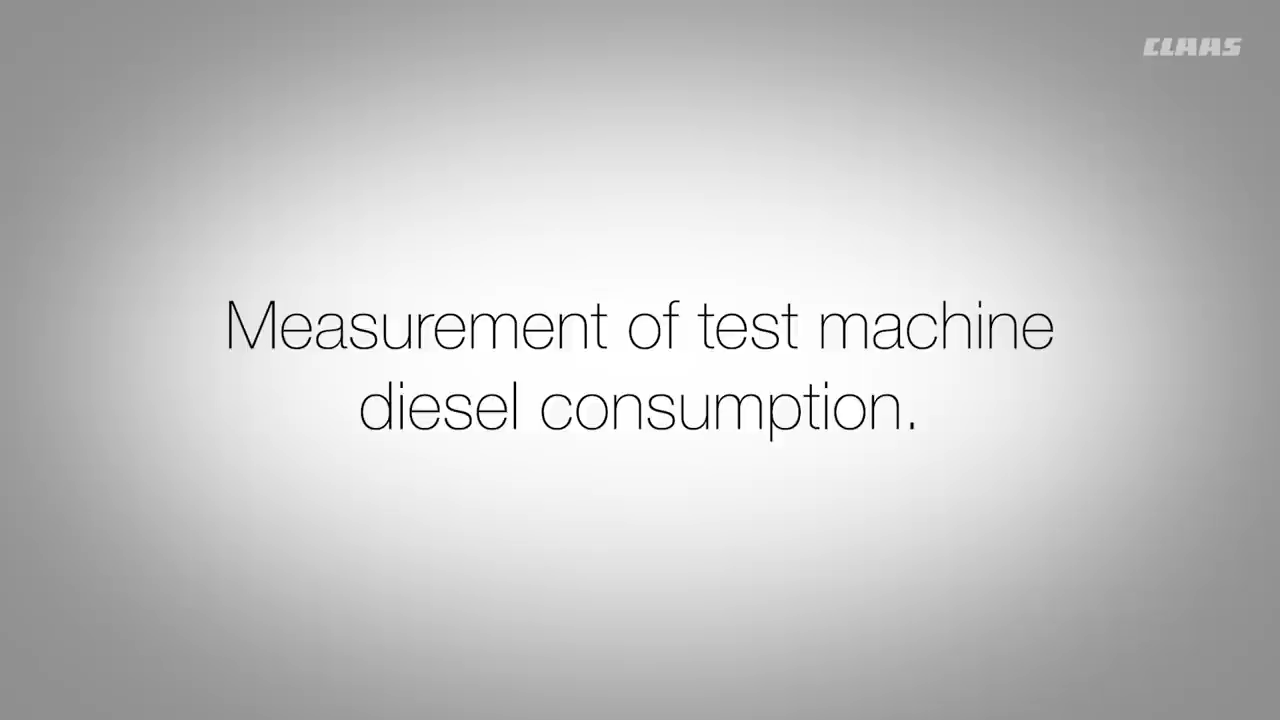 CLAAS
Measurement of test machine
diesel consumption.